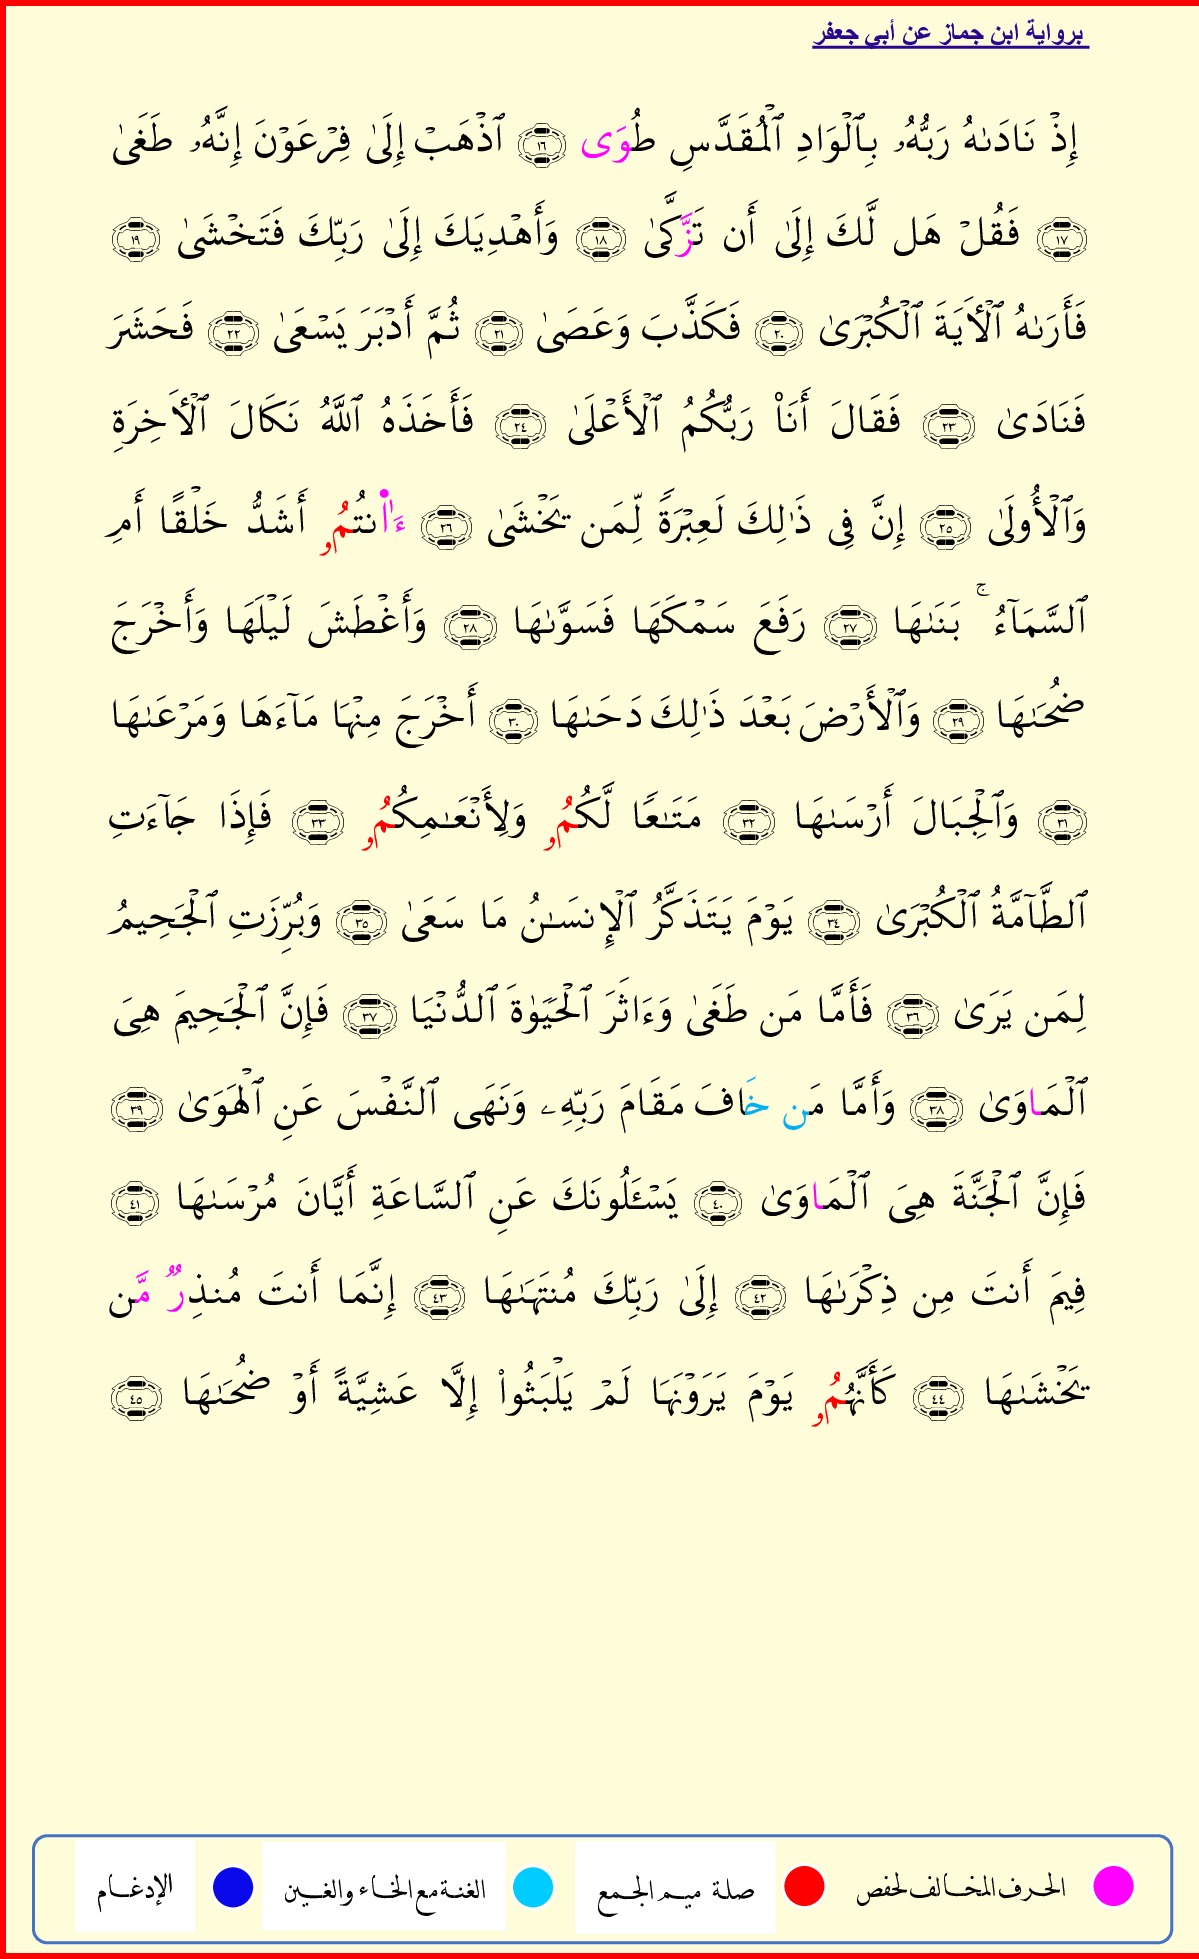 برواية ابن جماز عن أبي جعفر
إِذْ نَادَىٰهُ رَبُّهُۥ بِٱلْوَادِ ٱلْمُقَدَّسِ طُوَى ١٦ ٱذْهَبْ إِلَىٰ فِرْعَوْنَ إِنَّهُۥ طَغَىٰ
١٧ فَقُلْ هَل لَّكَ إِلَىٰ أَن تَزَّكَّىٰ ١٨ وَأَهْدِيَكَ إِلَىٰ رَبِّكَ فَتَخْشَىٰ ١٩
فَأَرَىٰهُ ٱلْأٓيَةَ ٱلْكُبْرَىٰ ٢٠ فَكَذَّبَ وَعَصَىٰ ٢١ ثُمَّ أَدْبَرَ يَسْعَىٰ ٢٢ فَحَشَرَ
فَنَادَىٰ ٢٣ فَقَالَ أَنَا۠ رَبُّكُمُ ٱلْأَعْلَىٰ ٢٤ فَأَخَذَهُ ٱللَّهُ نَكَالَ ٱلْأٓخِرَةِ
وَٱلْأُولَىٰ ٢٥ إِنَّ فِى ذَٰلِكَ لَعِبْرَةً لِّمَن يَخْشَىٰ ٢٦ ءَا۬نتُمُۥ أَشَدُّ خَلْقًا أَمِ
ٱلسَّمَآءُ ۚ بَنَىٰهَا ٢٧ رَفَعَ سَمْكَهَا فَسَوَّىٰهَا ٢٨ وَأَغْطَشَ لَيْلَهَا وَأَخْرَجَ
ضُحَىٰهَا ٢٩ وَٱلْأَرْضَ بَعْدَ ذَٰلِكَ دَحَىٰهَا ٣٠ أَخْرَجَ مِنْهَا مَآءَهَا وَمَرْعَىٰهَا
٣١ وَٱلْجِبَالَ أَرْسَىٰهَا ٣٢ مَتَٰعًا لَّكُمُۥ وَلِأَنْعَٰمِكُمُۥ ٣٣ فَإِذَا جَآءَتِ
ٱلطَّآمَّةُ ٱلْكُبْرَىٰ ٣٤ يَوْمَ يَتَذَكَّرُ ٱلْإِنسَٰنُ مَا سَعَىٰ ٣٥ وَبُرِّزَتِ ٱلْجَحِيمُ
لِمَن يَرَىٰ ٣٦ فَأَمَّا مَن طَغَىٰ وَءَاثَرَ ٱلْحَيَوٰةَ ٱلدُّنْيَا ٣٧ فَإِنَّ ٱلْجَحِيمَ هِىَ
ٱلْمَاوَىٰ ٣٨ وَأَمَّا مَن خَافَ مَقَامَ رَبِّهِۦ وَنَهَى ٱلنَّفْسَ عَنِ ٱلْهَوَىٰ ٣٩
فَإِنَّ ٱلْجَنَّةَ هِىَ ٱلْمَاوَىٰ ٤٠ يَسْـَٔلُونَكَ عَنِ ٱلسَّاعَةِ أَيَّانَ مُرْسَىٰهَا ٤١
فِيمَ أَنتَ مِن ذِكْرَىٰهَا ٤٢ إِلَىٰ رَبِّكَ مُنتَهَىٰهَا ٤٣ إِنَّمَا أَنتَ مُنذِرٌ مَّن
يَخْشَىٰهَا ٤٤ كَأَنَّهُمُۥ يَوْمَ يَرَوْنَهَا لَمْ يَلْبَثُوا۟ إِلَّا عَشِيَّةً أَوْ ضُحَىٰهَا ٤٥
الحرف المخالف لحفص صلة ميم الجمع الغنة مع الخاء والغين الإدغام